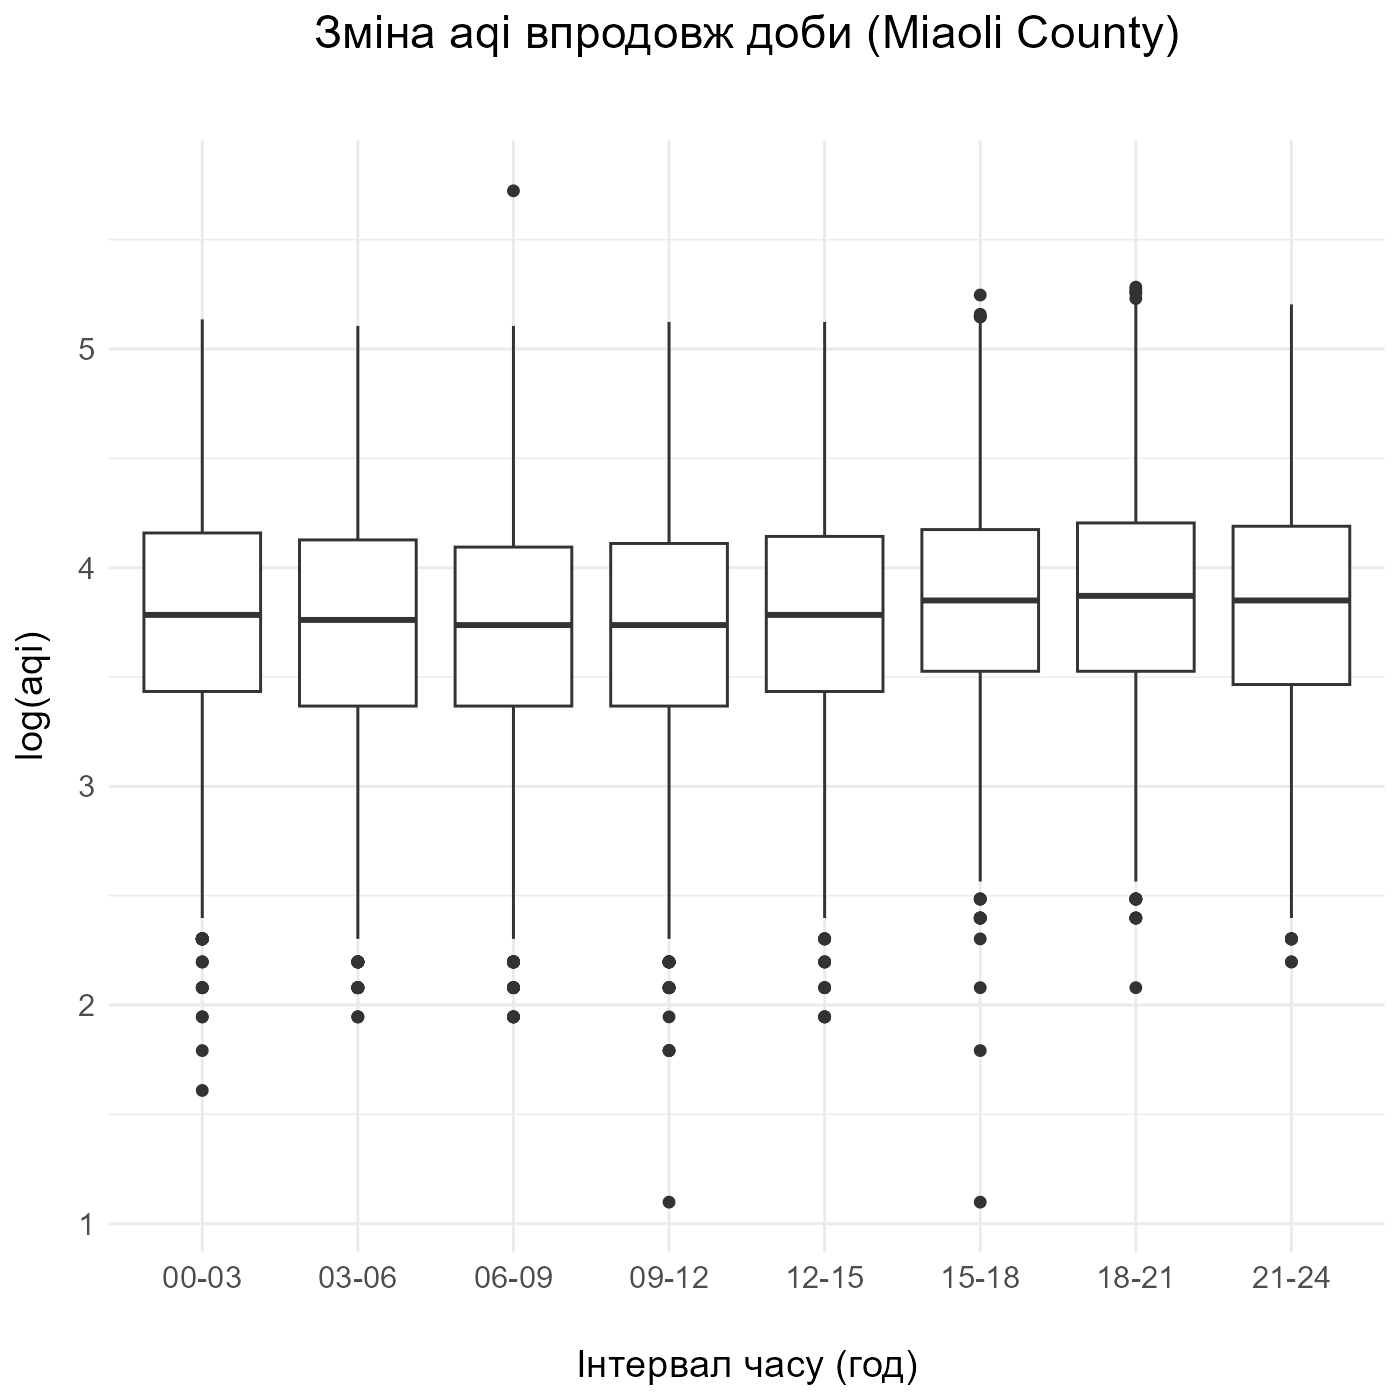 Зміна aqi впродовж доби (Miaoli County)
log(aqi)
5
4
3
2
1
00-03 03-06 06-09 09-12 12-15 15-18 18-21 21-24
Інтервал часу (год)